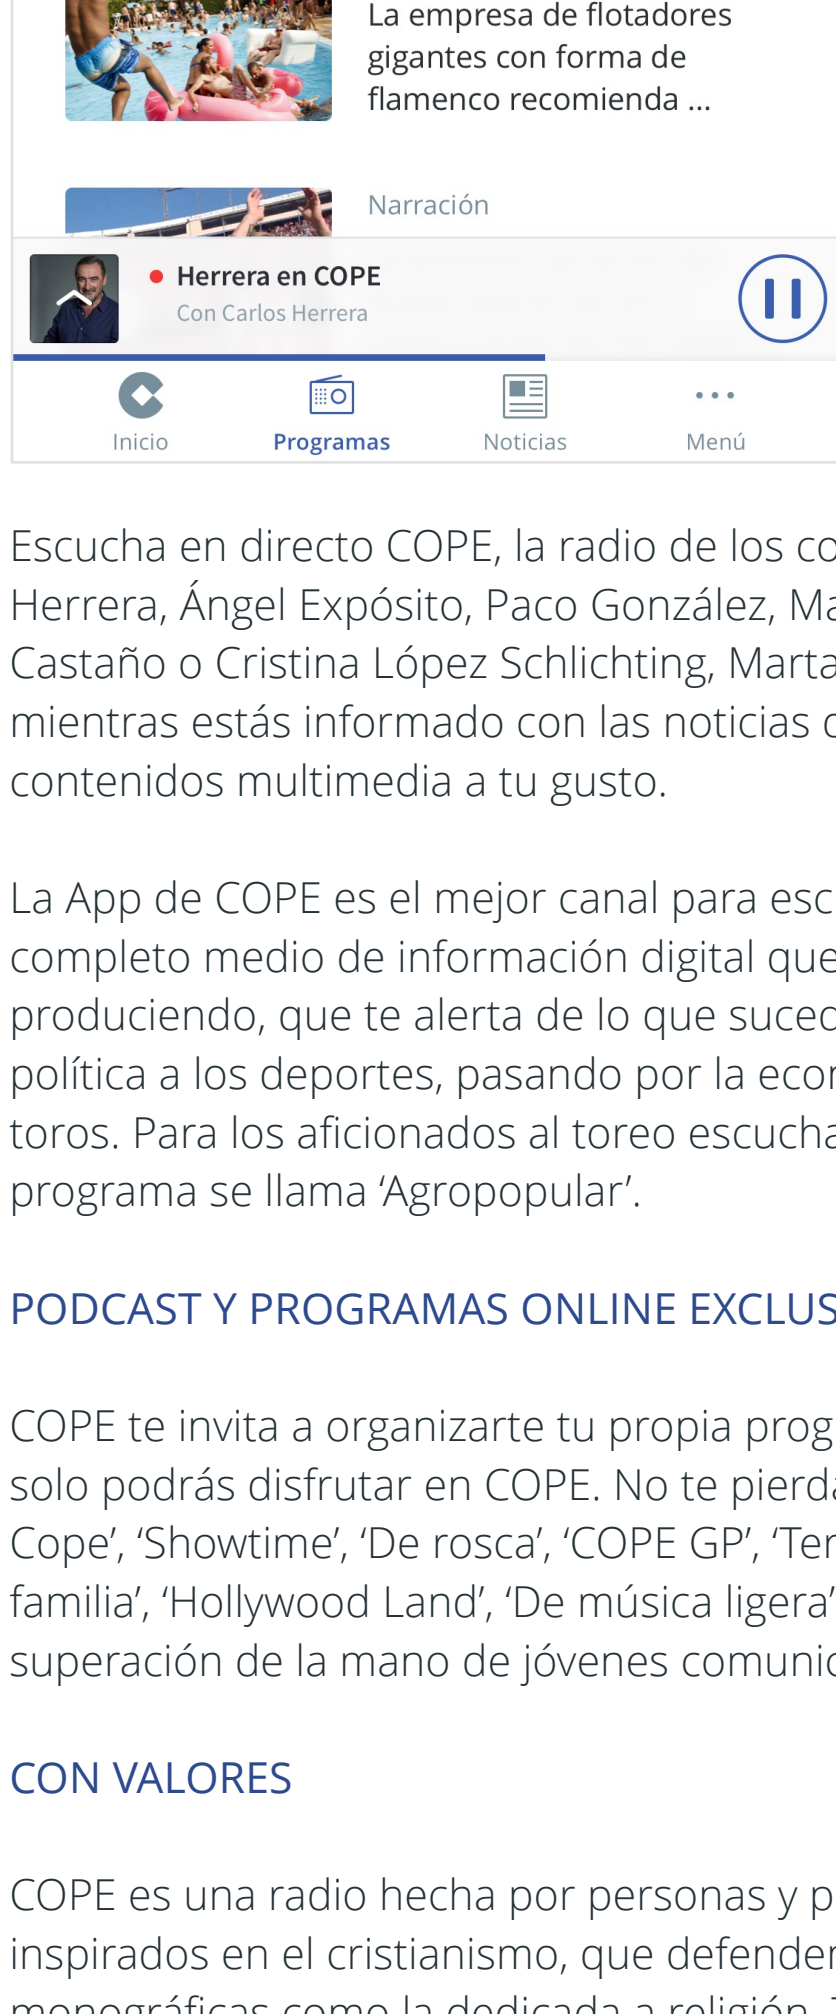 La empresa de flotadores
gigantes con forma de
flamenco recomienda ...
Narración
Herrera en COPE
Con Carlos Herrera
Inicio Programas Noticias Menú
Escucha en directo COPE, la radio de los co
Herrera, Ángel Expósito, Paco González, Ma
Castaño o Cristina López Schlichting, Marta
mientras estás informado con las noticias
contenidos multimedia a tu gusto.
La App de COPE es el mejor canal para esc
completo medio de información digital que
produciendo, que te alerta de lo que suced
política a los deportes, pasando por la econ
toros. Para los aficionados al toreo escucha
programa se llama ‘Agropopular’.
PODCAST Y PROGRAMAS ONLINE EXCLUS
COPE te invita a organizarte tu propia prog
solo podrás disfrutar en COPE. No te pierda
Cope’, ‘Showtime’, ‘De rosca’, ‘COPE GP’, ‘Ter
familia’, ‘Hollywood Land’, ‘De música ligera’
superación de la mano de jóvenes comunic
CON VALORES
COPE es una radio hecha por personas y p
inspirados en el cristianismo, que defienden
monográficas como la dedicada a religión.